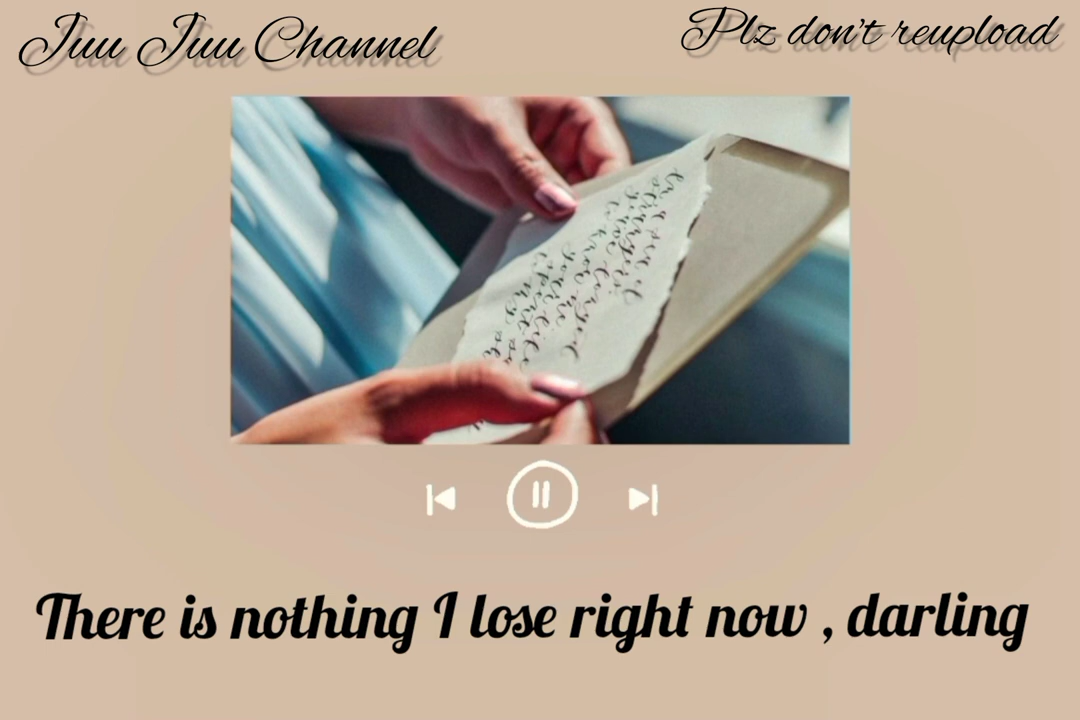 Juu Juu Channel
Plz don't reupload
There is nothing I lose right now , darling